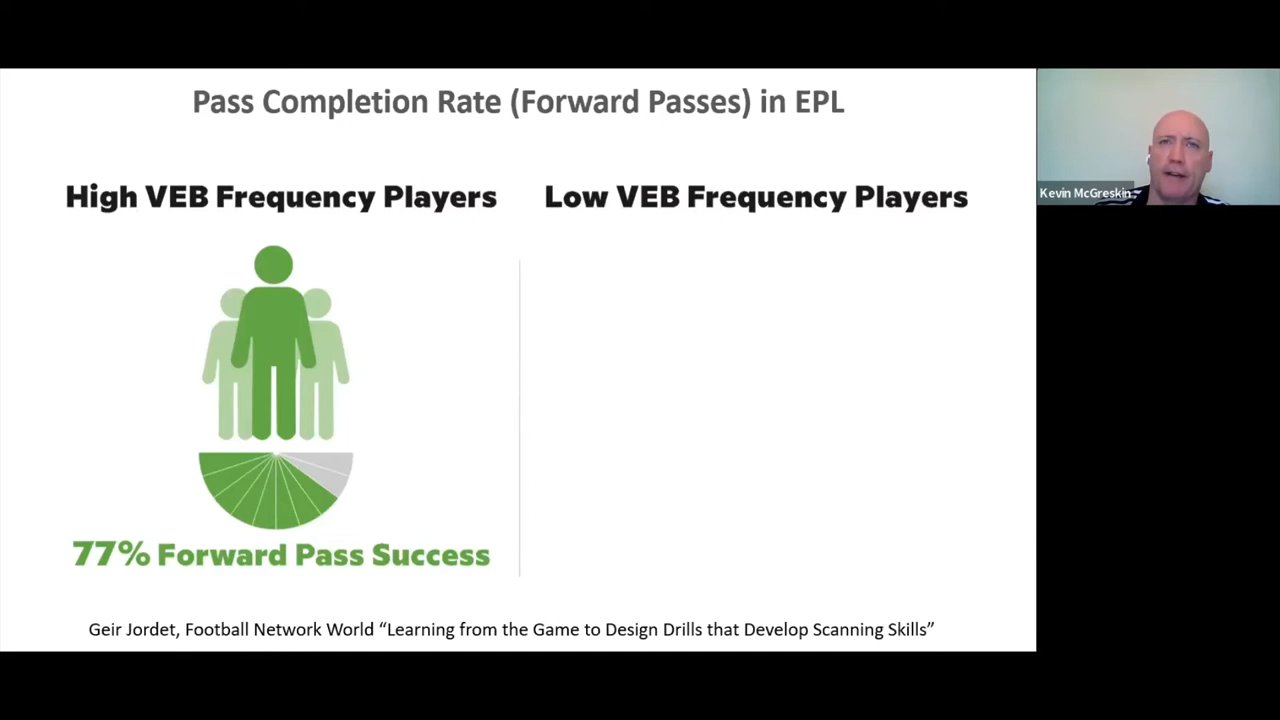 Pass Completion Rate (Forward Passes) in EPL
Kevin McGreskin
High VEB Frequency Players
Low VEB Frequency Players
77% Forward Pass Success
Geir Jordet, Football Network World “Learning from the Game to Design Drills that Develop Scanning Skills”